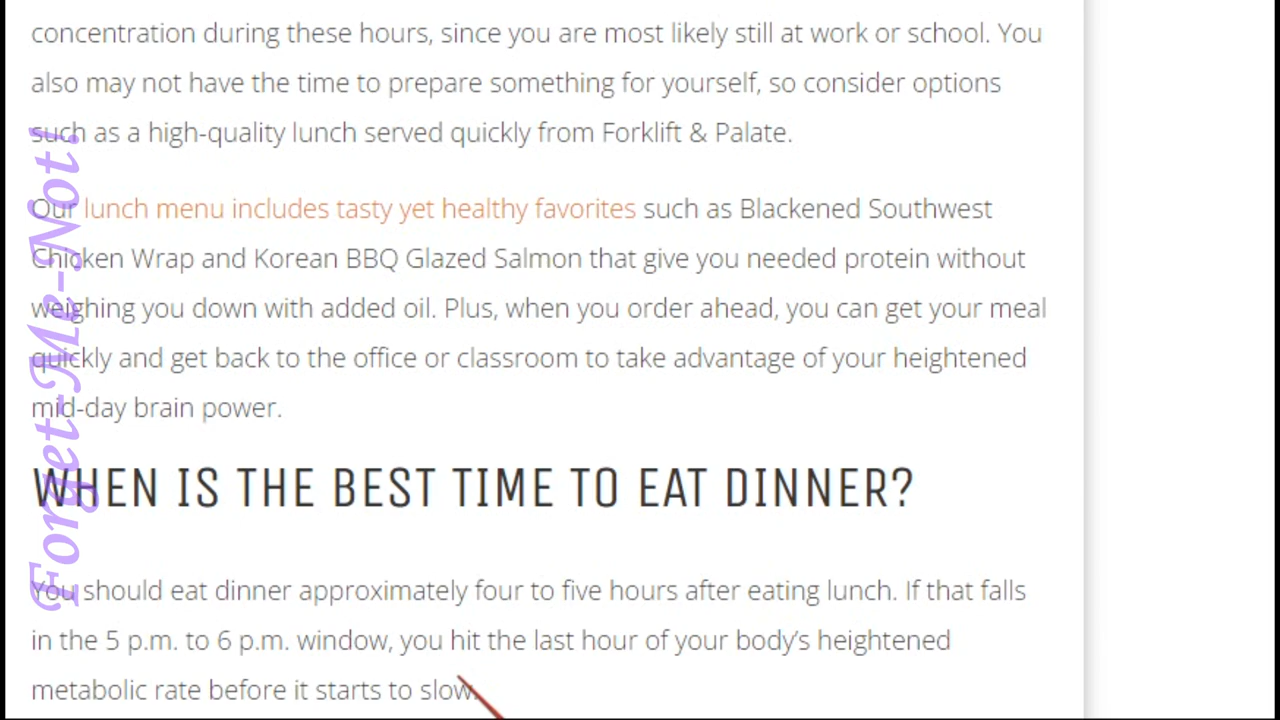 concentration during these hours, since you are most likely still at work or school. You
also may not have the time to prepare something for yourself, so consider options
such as a high-quality lunch served quickly from Forklift & Palate.
Our lunch menu includes tasty yet healthy favorites such as Blackened Southwest
Chicken Wrap and Korean BBQ Glazed Salmon that give you needed protein without
weighing you down with added oil. Plus, when you order ahead, you can get your meal
quickly and get back to the office or classroom to take advantage of your heightened
mid-day brain power.
WHEN IS THE BEST TIME TO EAT DINNER?
You should eat dinner approximately four to five hours after eating lunch. If that falls
in the 5 p.m. to 6 p.m. window, you hit the last hour of your body’s heightened
metabolic rate before it starts to slow.
Forget-Me-Not!